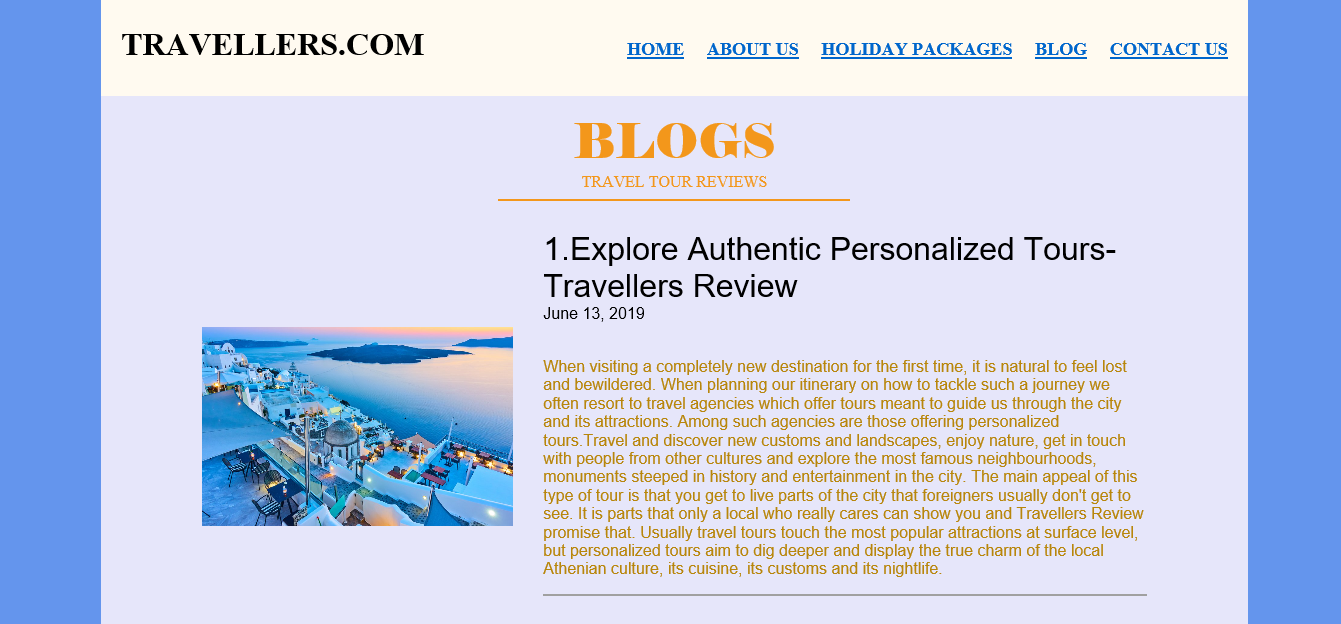 TRAVELLERS.COM
HOME ABOUT US HOLIDAY PACKAGES BLOG CONTACT US
BLOGS
TRAVEL TOUR REVIEWS
1.Explore Authentic Personalized Tours-
Travellers Review
June 13, 2019
When visiting a completely new destination for the first time, it is natural to feel lost
and bewildered. When planning our itinerary on how to tackle such a journey we
often resort to travel agencies which offer tours meant to guide us through the city
and its attractions. Among such agencies are those offering personalized
tours.Travel and discover new customs and landscapes, enjoy nature, get in touch
with people from other cultures and explore the most famous neighbourhoods,
monuments steeped in history and entertainment in the city. The main appeal of this
type of tour is that you get to live parts of the city that foreigners usually don't get to
see. It is parts that only a local who really cares can show you and Travellers Review
promise that. Usually travel tours touch the most popular attractions at surface level,
but personalized tours aim to dig deeper and display the true charm of the local
Athenian culture, its cuisine, its customs and its nightlife.